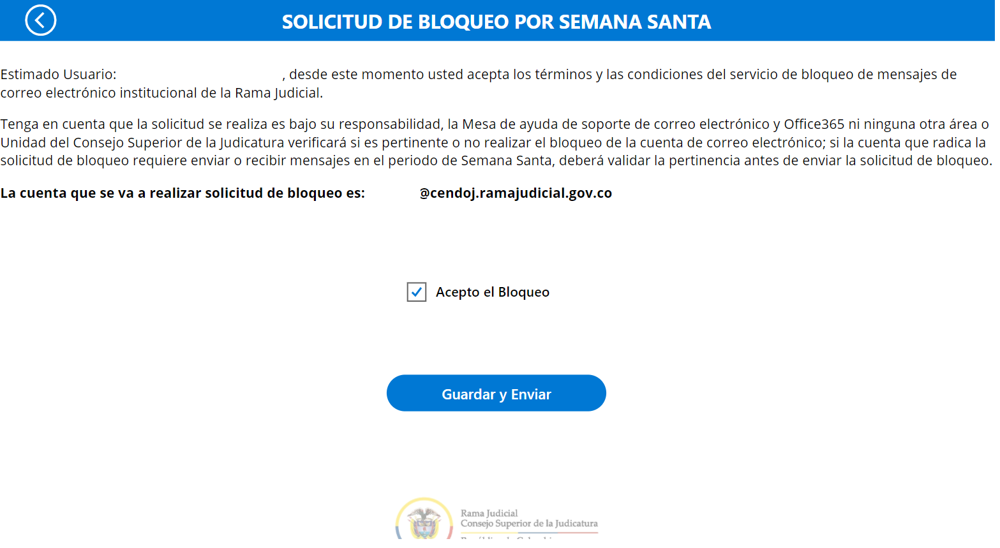 SOLICITUD DE BLOQUEO POR SEMANA SANTA
Estimado Usuario: , desde este momento usted acepta los términos y las condiciones del servicio de bloqueo de mensajes de
correo electrónico institucional de la Rama Judicial.
Tenga en cuenta que la solicitud se realiza es bajo su responsabilidad, la Mesa de ayuda de soporte de correo electrónico y Office365 ni ninguna otra área o
Unidad del Consejo Superior de la Judicatura verificará si es pertinente o no realizar el bloqueo de la cuenta de correo electrónico; si la cuenta que radica la
solicitud de bloqueo requiere enviar o recibir mensajes en el periodo de Semana Santa, deberá validar la pertinencia antes de enviar la solicitud de bloqueo.
La cuenta que se va a realizar solicitud de bloqueo es: @cendoj.ramajudicial.gov.co
Acepto el Bloqueo
Guardar y Enviar
Rama Judicial
Consejo Superior de la Judicatura